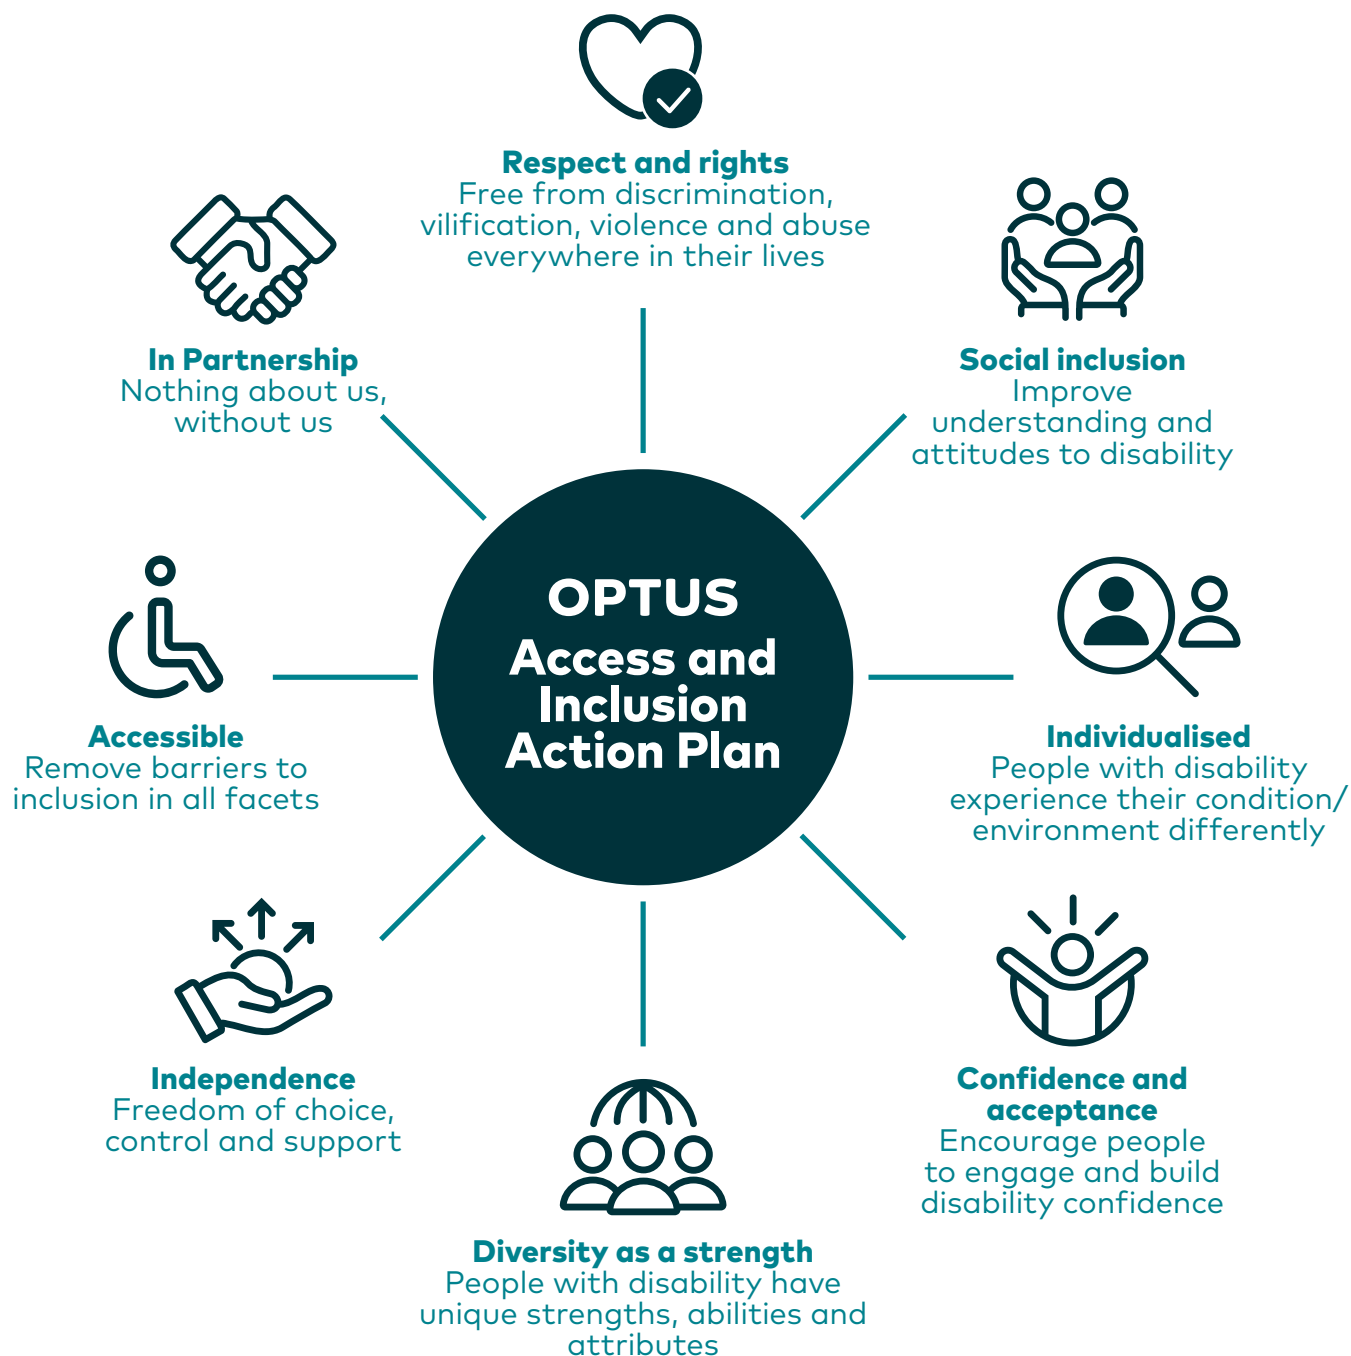 Respect and rights
Free from discrimination,
vilification, violence and abuse
everywhere in their lives
Social inclusion
Improve
understanding and
attitudes to disability
Individualised
People with disability
experience their condition/
environment differently
Confidence and
acceptance
Encourage people
to engage and build
disability confidence
Diversity as a strength
People with disability have
unique strengths, abilities and
attributes
Independence
Freedom of choice,
control and support
Accessible
Remove barriers to
inclusion in all facets
In Partnership
Nothing about us,
without us
OPTUS
Access and
Inclusion
Action Plan